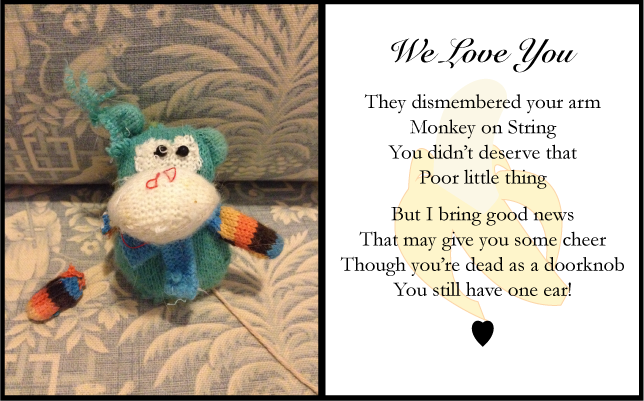 We Love You
They dismembered your arm
Monkey on String
You didn't deserve that
Poor little thing
But I bring good news
That may give you some cheer
Though you're dead as a doorknob
You still have one ear!